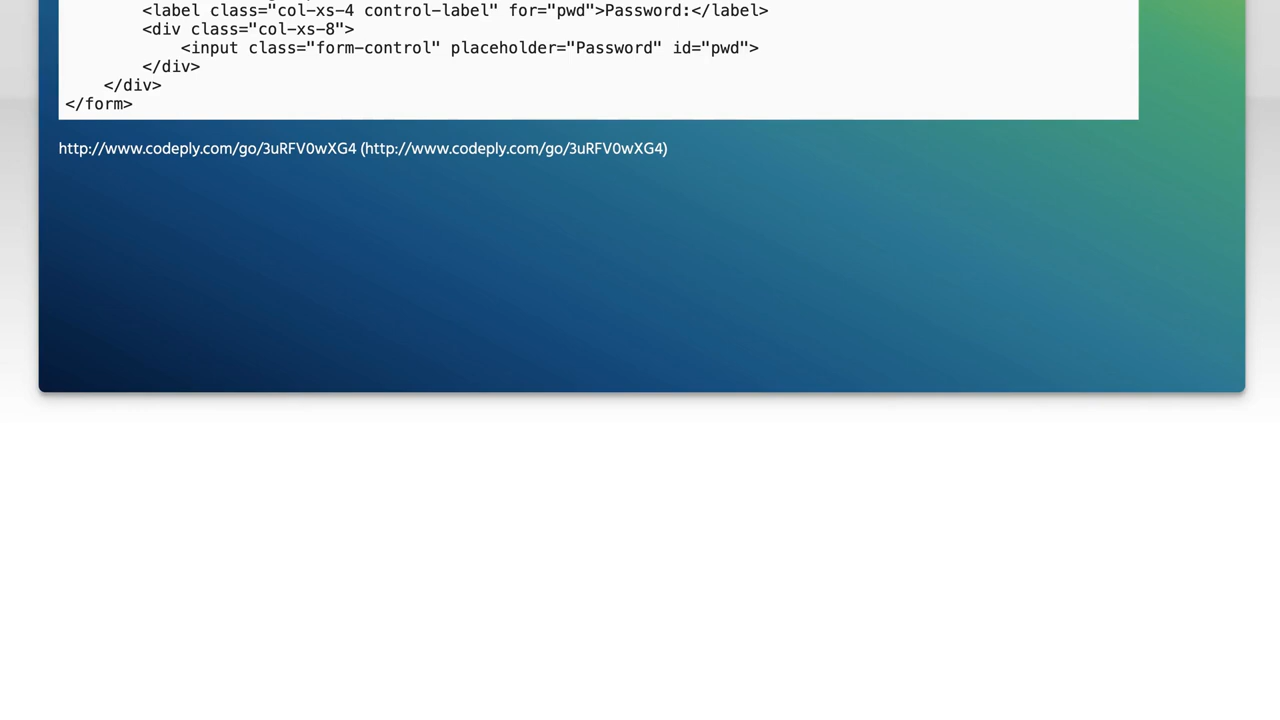 <label class="col-xs-4 control-label" for="pwd">Password:</label>
<div class="col-xs-8">
<input class="form-control" placeholder="Password" id="pwd">
</div>
</div>
</form>
http://www.codeply.com/go/3uRFV0wXG4 (http://www.codeply.com/go/3uRFV0wXG4)